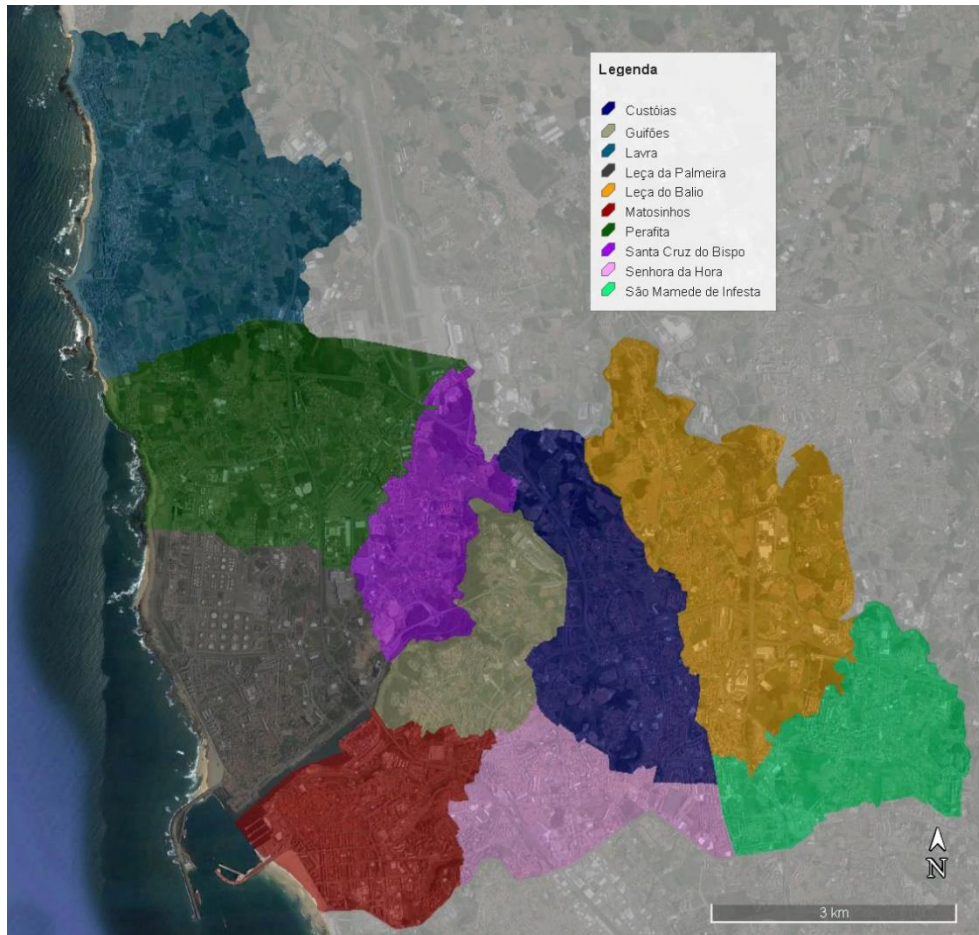 Legenda
Custóias
Guifões
Lavra
Leça da Palmeira
Leça do Balio
Matosinhos
Perafita
Santa Cruz do Bispo
Senhora da Hora
São Mamede de Infesta
N
3 km